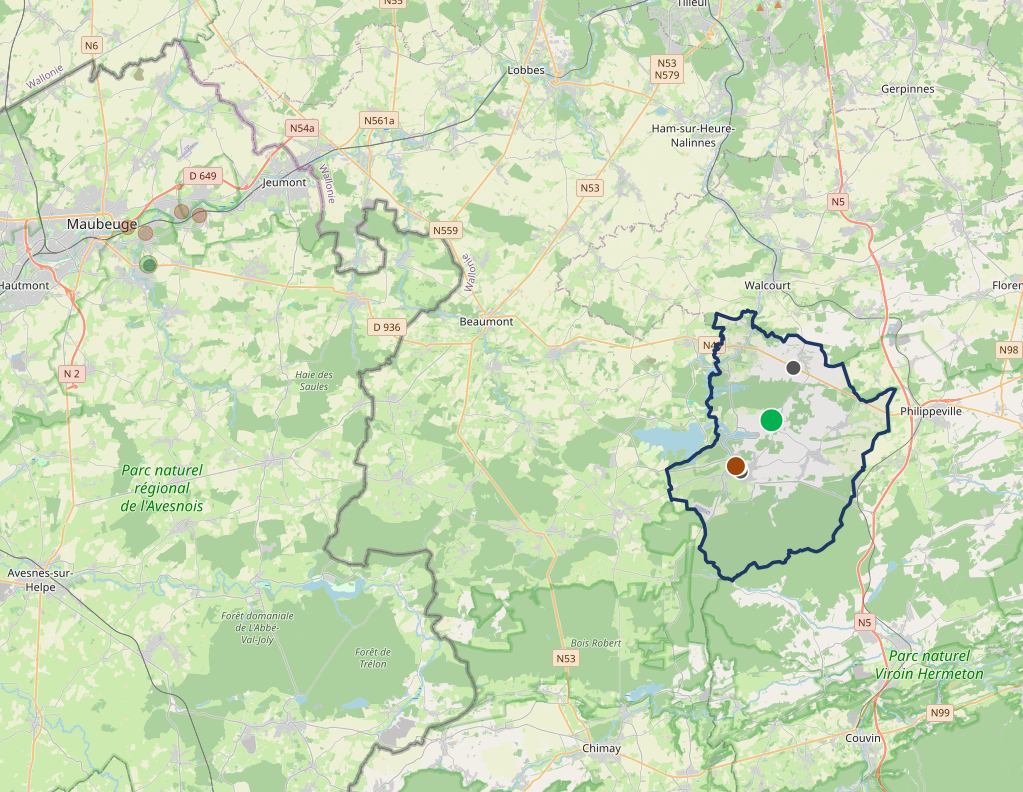 N55
Tilleul
N6
Wallonie
Lobbes
N53
N579
Gerpinnes
N54a
N561a
Ham-sur-Heure-
Nalinnes
D 649
Jeumont
Wallonie
N53
N5
Maubeuge
N559
Wallonie
Hautmont
Walcourt
Floren
Beaumont
D 936
N4
N98
N 2
Haie des
Saules
Philippeville
Parc naturel
régional
de l'Avesnois
Avesnes-sur-
Helpe
Forêt domaniale
de L'Abbé-
Val-Joly
Bois Robert
N5
Forêt de
Trélon
N53
Parc naturel
Viroin Hermeton
N99
Couvin
Chimay